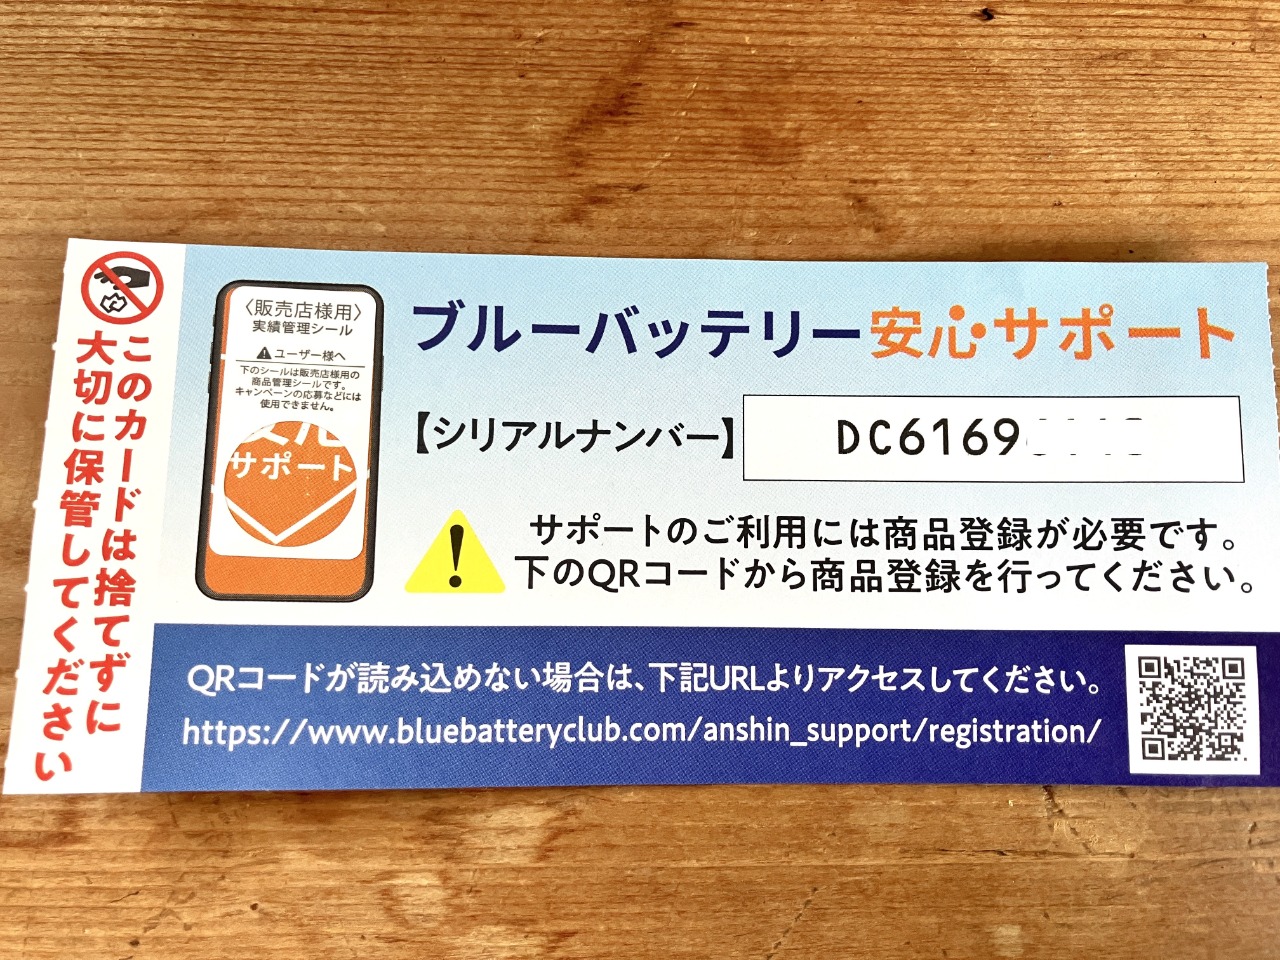 このカードは捨てずに
大切に保管してください
〈販売店様用〉
実績管理シール
ユーザー様へ
下のシールは販売店様用の
商品管理シールです。
キャンペーンの応募などには
使用できません。
サポート
ブルーバッテリー安心サポート
【シリアルナンバー】 DC6169
サポートのご利用には商品登録が必要です。
下のQRコードから商品登録を行ってください。
QRコードが読み込めない場合は、下記URLよりアクセスしてください。
https://www.bluebatteryclub.com/anshin_support/registration/